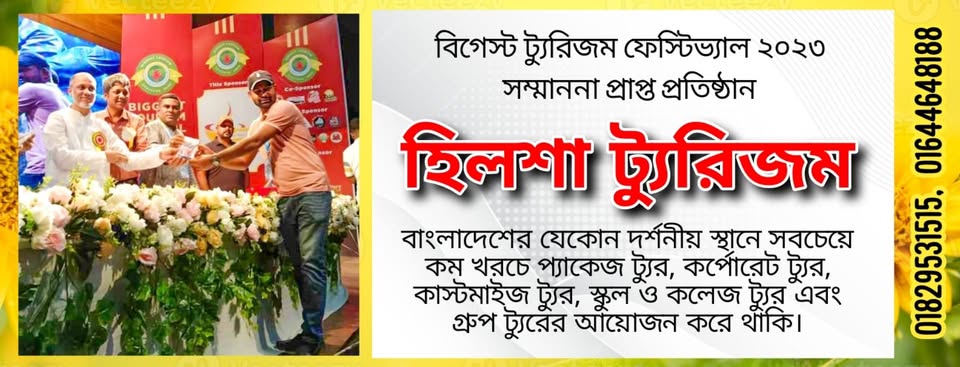 বিগেস্ট ট্যুরিজম ফেস্টিভ্যাল ২০২৩
সম্মাননা প্রাপ্ত প্রতিষ্ঠান
হিলশা ট্যুরিজম
বাংলাদেশের যেকোন দর্শনীয় স্থানে সবচেয়ে
কম খরচে প্যাকেজ ট্যুর, কর্পোরেট ট্যুর,
কাস্টমাইজ ট্যুর, স্কুল ও কলেজ ট্যুর এবং
গ্রুপ ট্যুরের আয়োজন করে থাকি।
01829531515, 01644648188
Title Sponsor
Co-Sponsor
BIGGEST